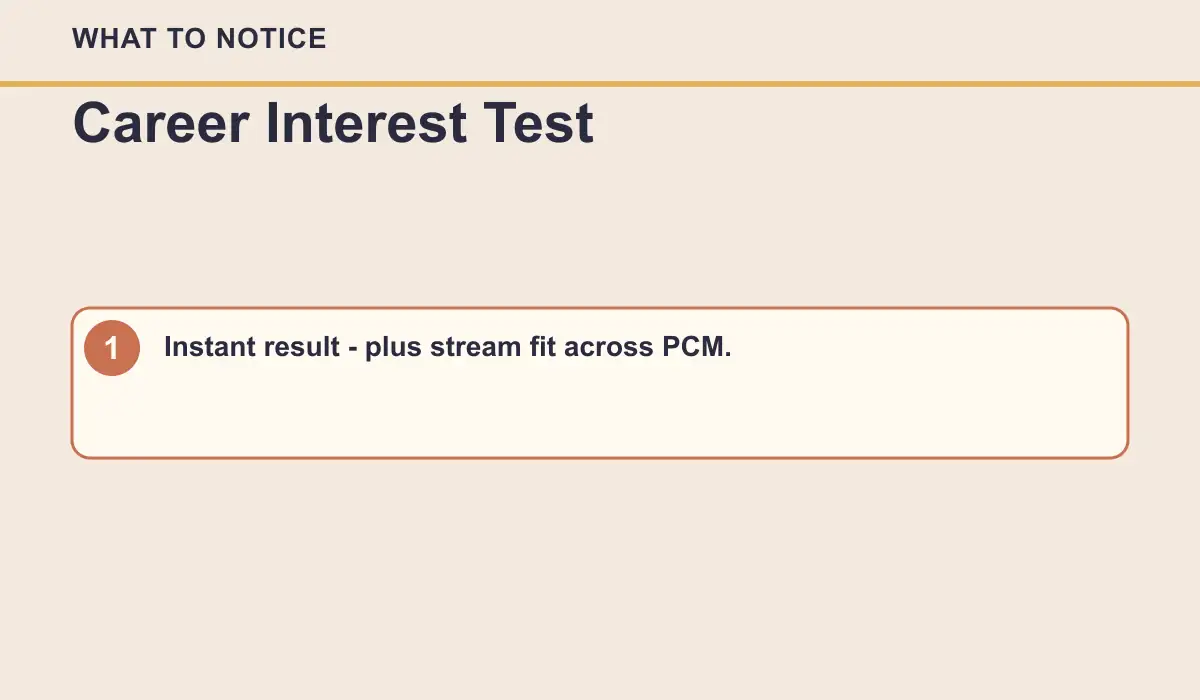 WHAT TO NOTICE
Career Interest Test
1
Instant result - plus stream fit across PCM.